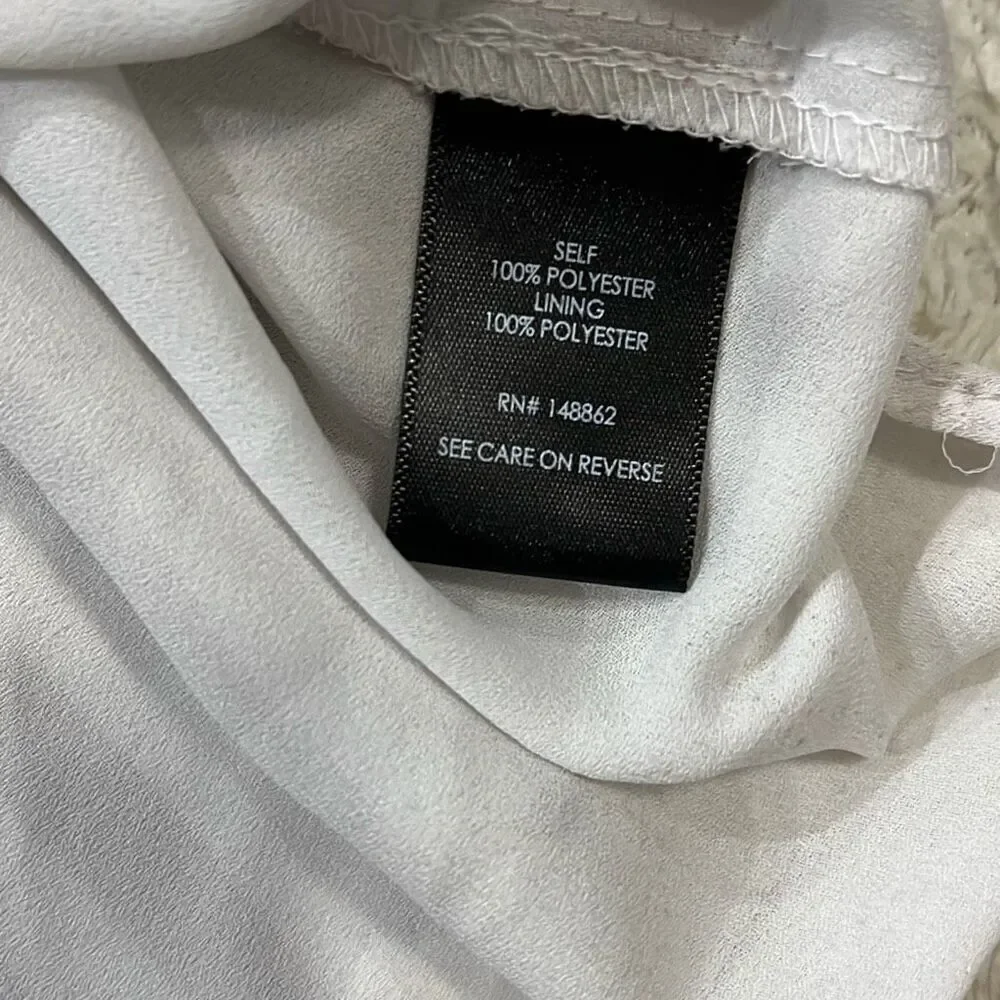 SELF
100% POLYESTER
LINING
100% POLYESTER
RN# 148862
SEE CARE ON REVERSE